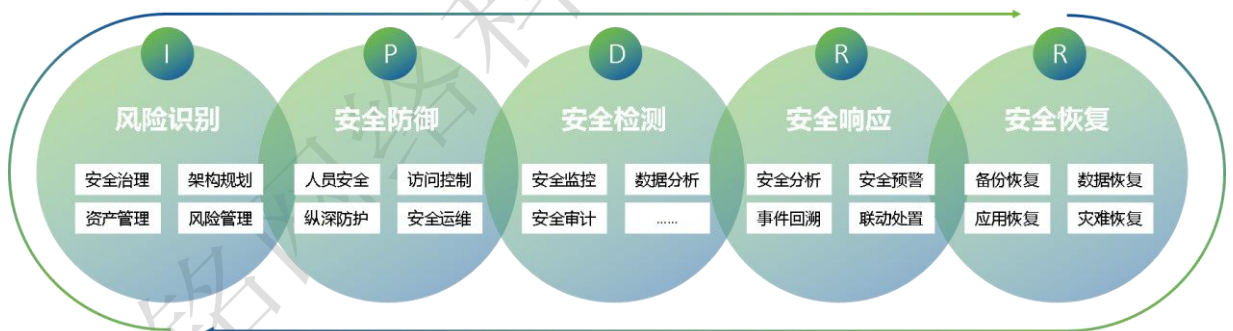 I P D R R
风险识别 安全防御 安全检测 安全响应 安全恢复
安全治理 架构规划 人员安全 访问控制 安全监控 数据分析 安全分析 安全预警 备份恢复 数据恢复
资产管理 风险管理 纵深防护 安全运维 安全审计 …… 事件回溯 联动处置 应用恢复 灾难恢复
铭网络科